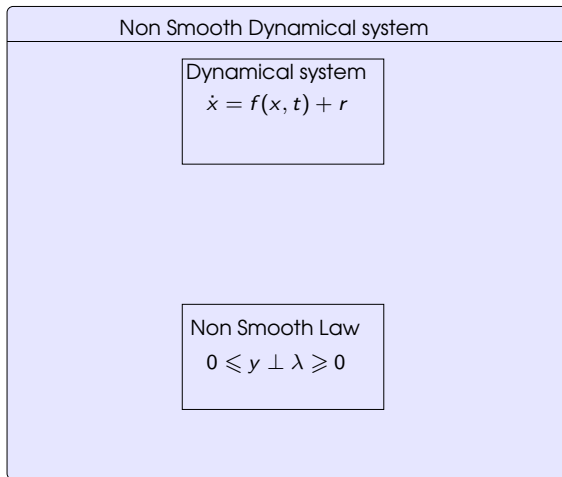 Non Smooth Dynamical system
Dynamical system
ẋ = f(x, t) + r
Non Smooth Law
0 ⩽ y ⊥ λ ⩾ 0